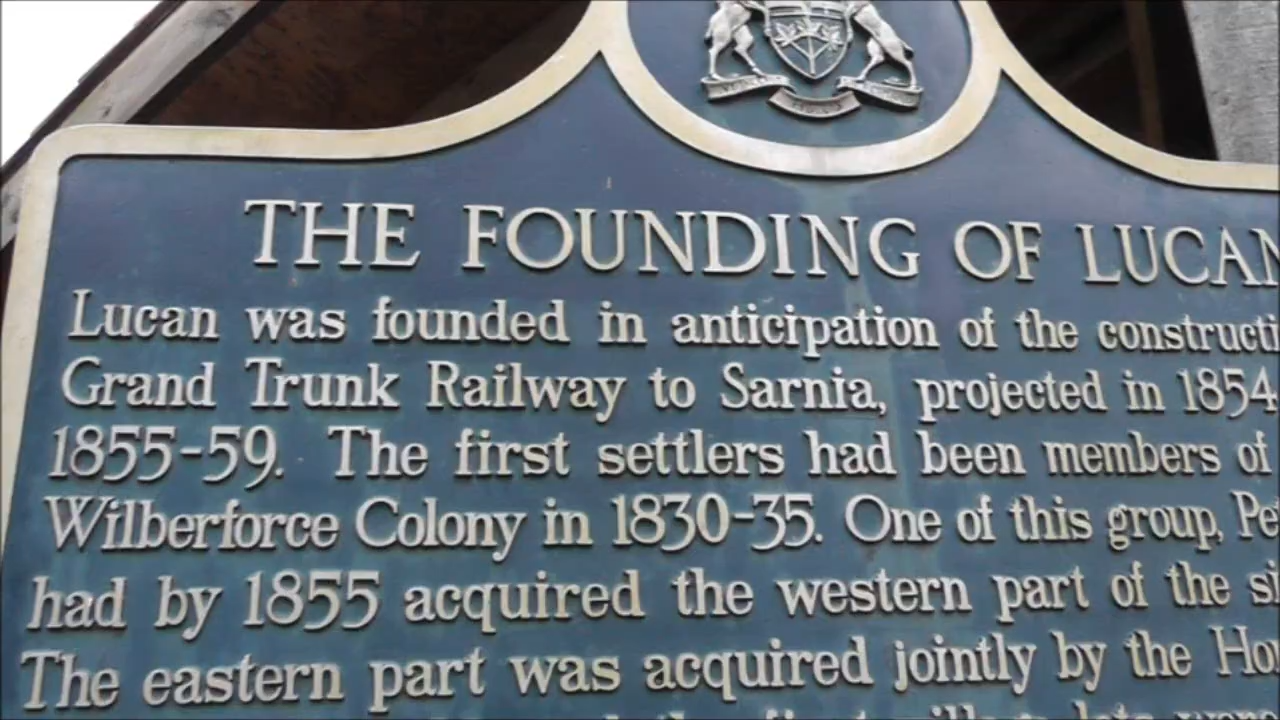 THE FOUNDING OF LUCAN
Lucan was founded in anticipation of the constructi
Grand Trunk Railway to Sarnia, projected in 1854
1855-59. The first settlers had been members of
Wilberforce Colony in 1830-35. One of this group, Pe
had by 1855 acquired the western part of the si
The eastern part was acquired jointly by the Ho